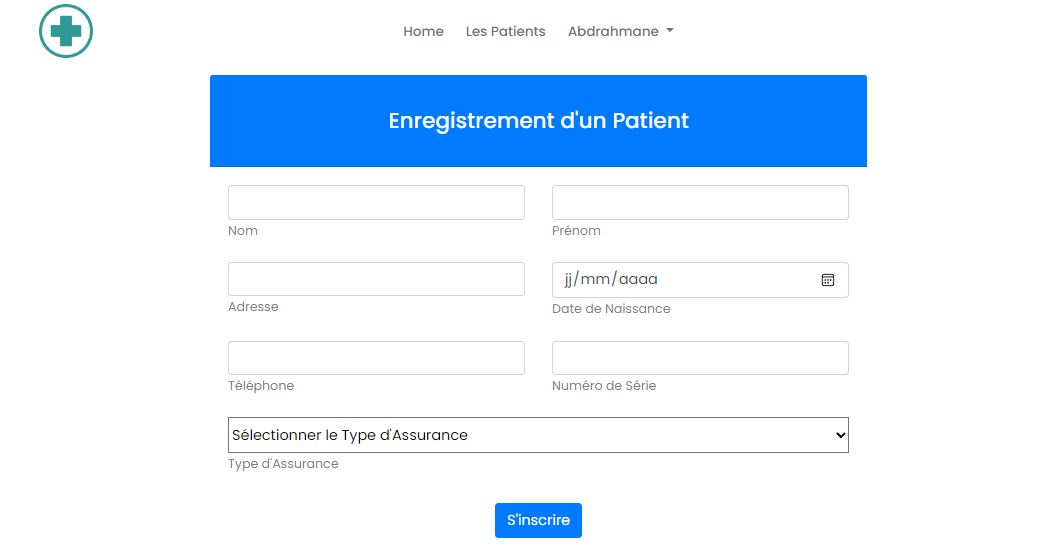 Home Les Patients Abdrahmane
Enregistrement d'un Patient
Nom Prénom
jj/mm/aaaa
Adresse Date de Naissance
Téléphone Numéro de Série
Sélectionner le Type d'Assurance
Type d'Assurance
S'inscrire